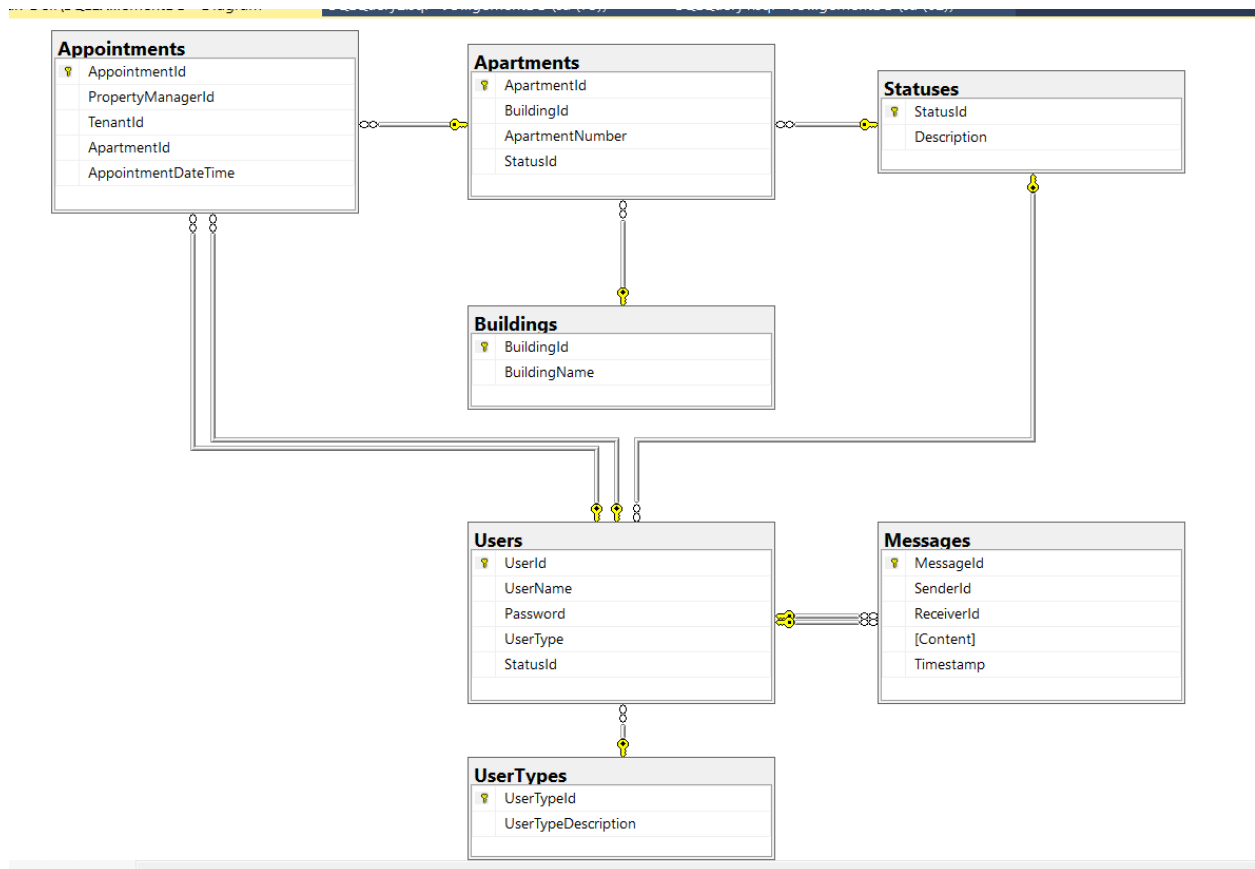 Appointments
AppointmentId
PropertyManagerId
TenantId
ApartmentId
AppointmentDateTime
Apartments
ApartmentId
BuildingId
ApartmentNumber
StatusId
Statuses
StatusId
Description
Buildings
BuildingId
BuildingName
Users
UserId
UserName
Password
UserType
StatusId
Messages
MessageId
SenderId
ReceiverId
[Content]
Timestamp
UserTypes
UserTypeId
UserTypeDescription